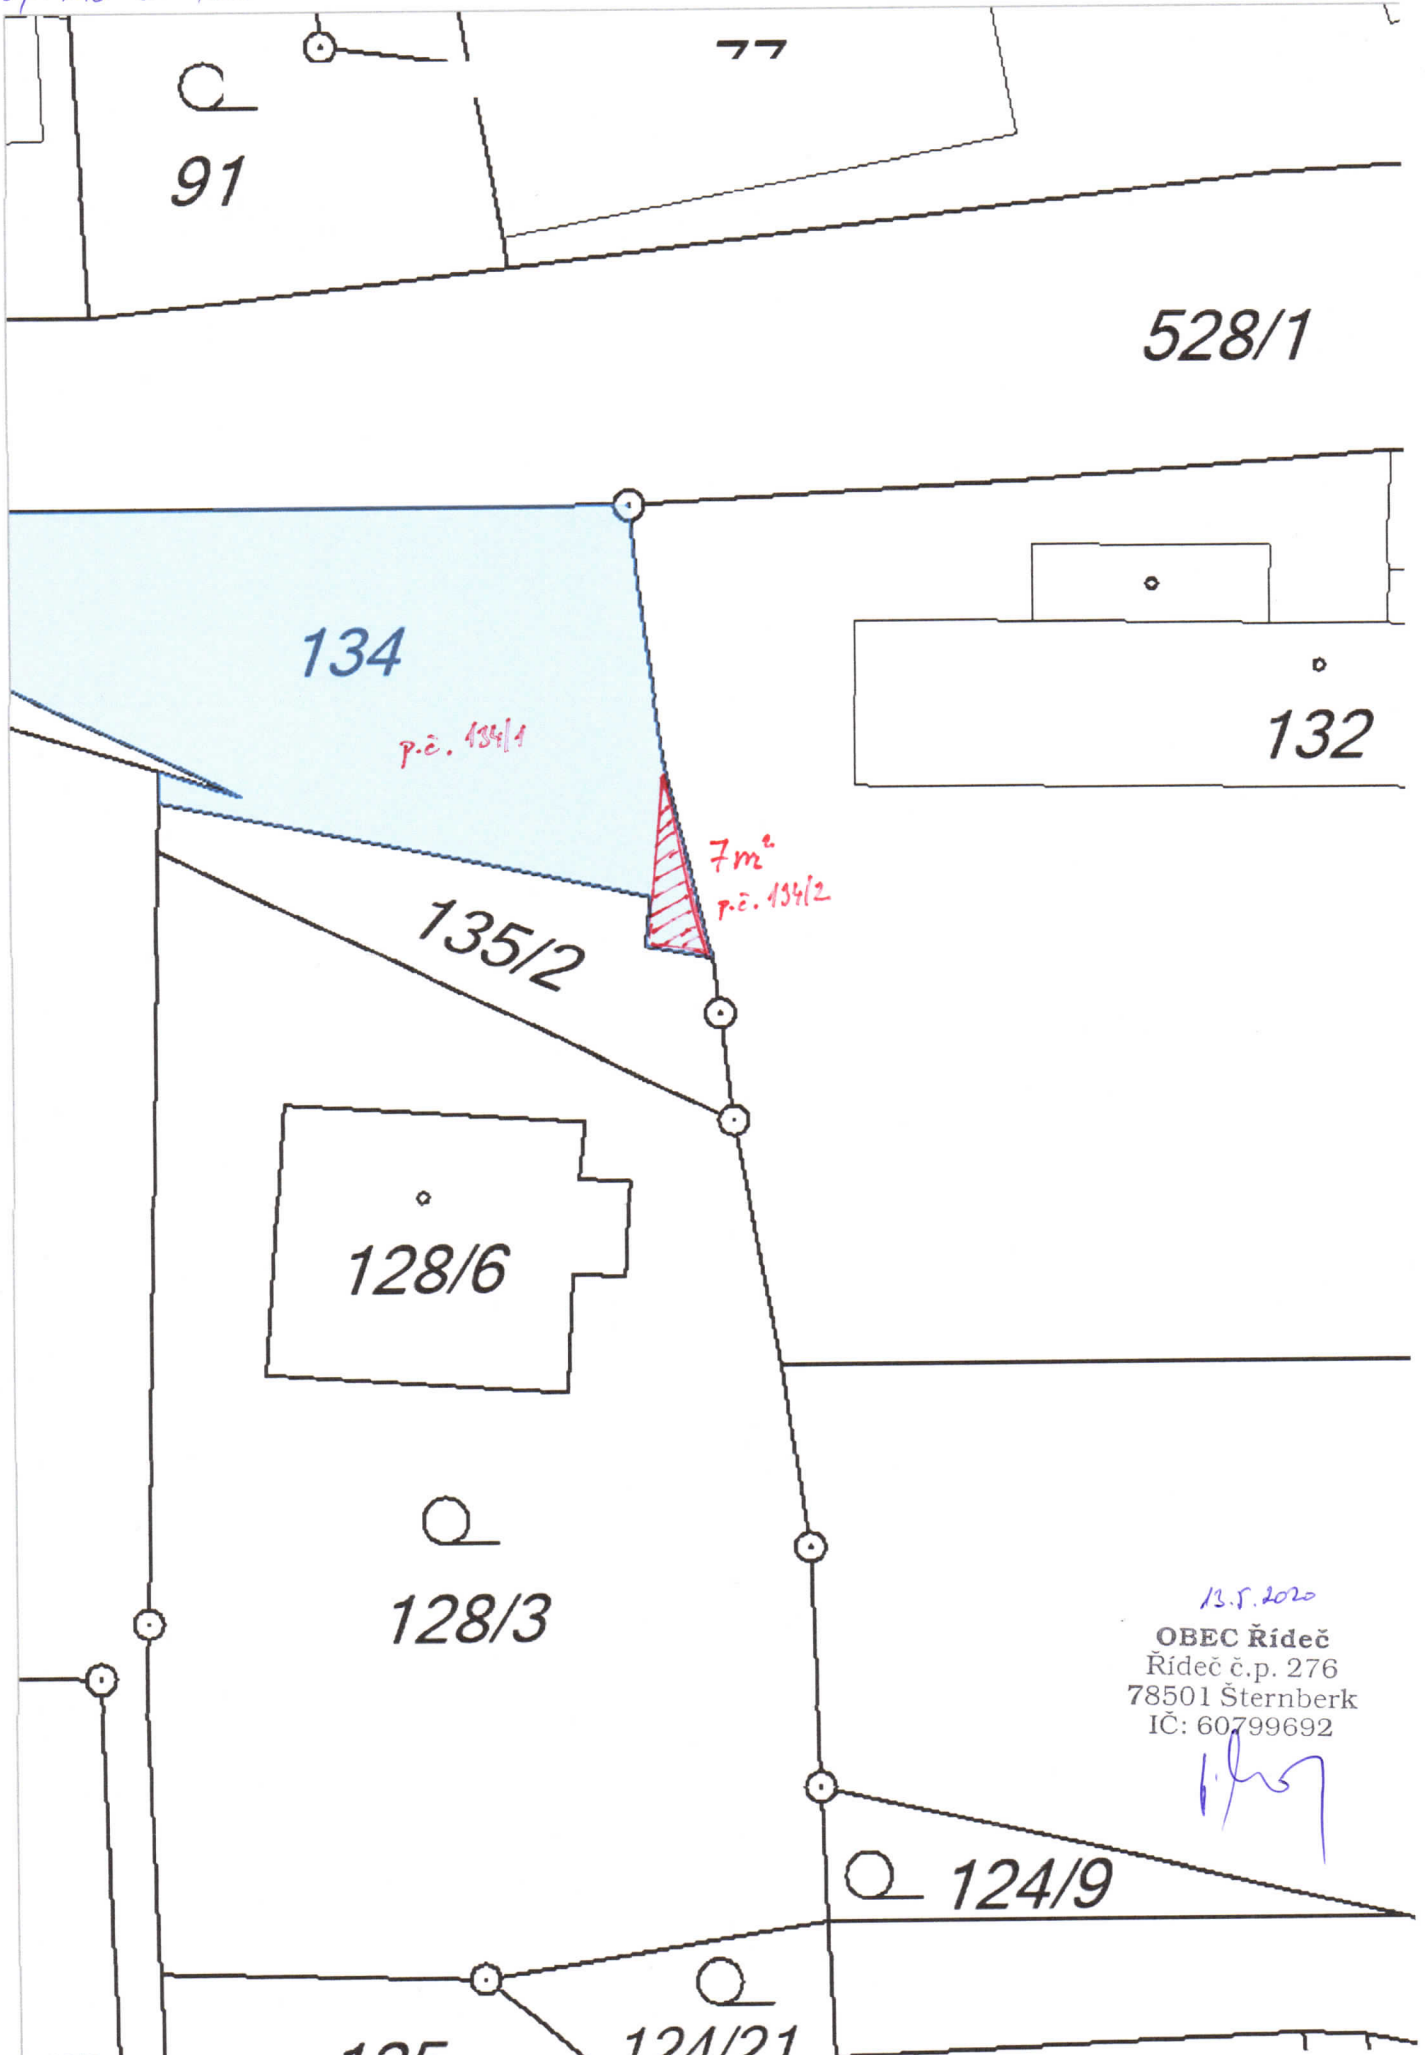 77
91
528/1
134
p.č. 134/1
132
7m²
p.č. 134/2
135/2
128/6
128/3
13.5.2020
OBEC Řídeč
Řídeč č.p. 276
78501 Šternberk
IČ: 60799692
124/9
124/21